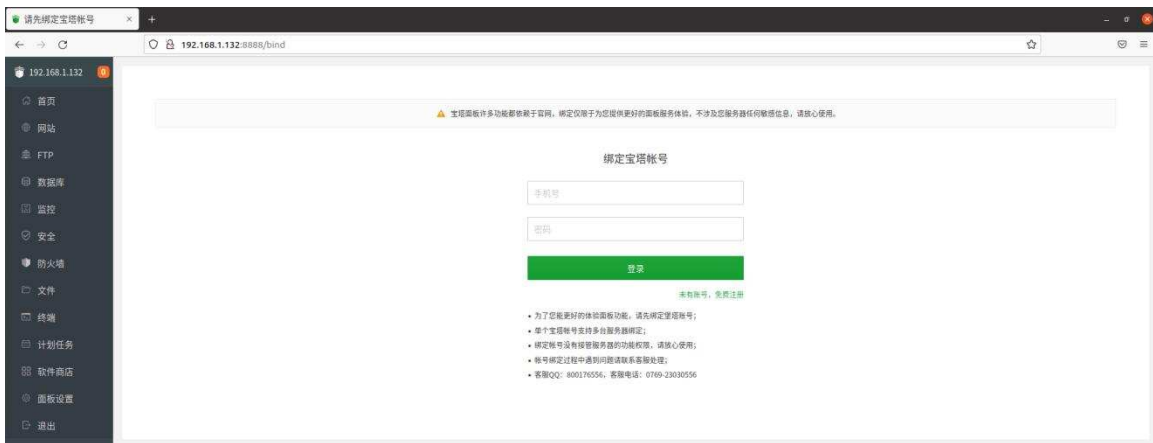 请先绑定宝塔帐号
192.168.1.132:8888/bind
192.168.1.132 0
首页
网站
FTP
数据库
监控
安全
防火墙
文件
终端
计划任务
软件商店
面板设置
退出
宝塔面板许多功能都依赖于官网，绑定仅限于为您提供更好的面板服务体验，不涉及您服务器任何敏感信息，请放心使用。
绑定宝塔帐号
手机号
密码
登录
未有账号，免费注册
• 为了您能更好的体验面板功能，请先绑定堡塔账号；
• 单个宝塔帐号支持多台服务器绑定；
• 绑定帐号没有接管服务器的功能权限，请放心使用；
• 帐号绑定过程中遇到问题请联系客服处理；
• 客服QQ：800176556，客服电话：0769-23030556